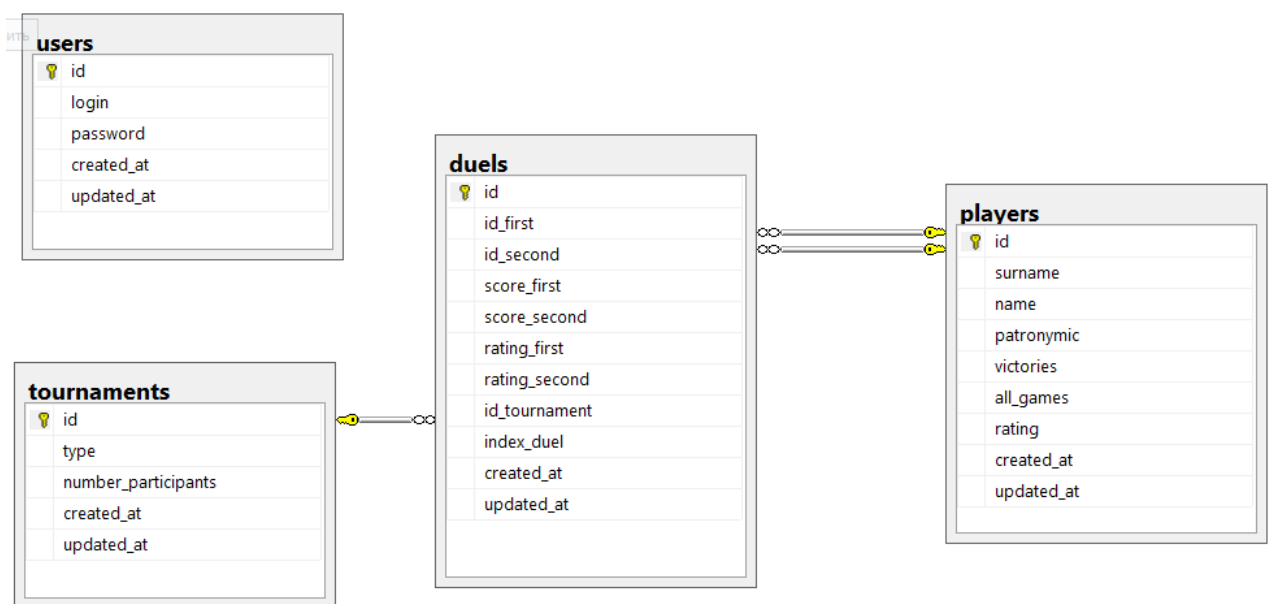 ить
users
id
login
password
created_at
updated_at
duels
id
id_first
id_second
score_first
score_second
rating_first
rating_second
id_tournament
index_duel
created_at
updated_at
players
id
surname
name
patronymic
victories
all_games
rating
created_at
updated_at
tournaments
id
type
number_participants
created_at
updated_at